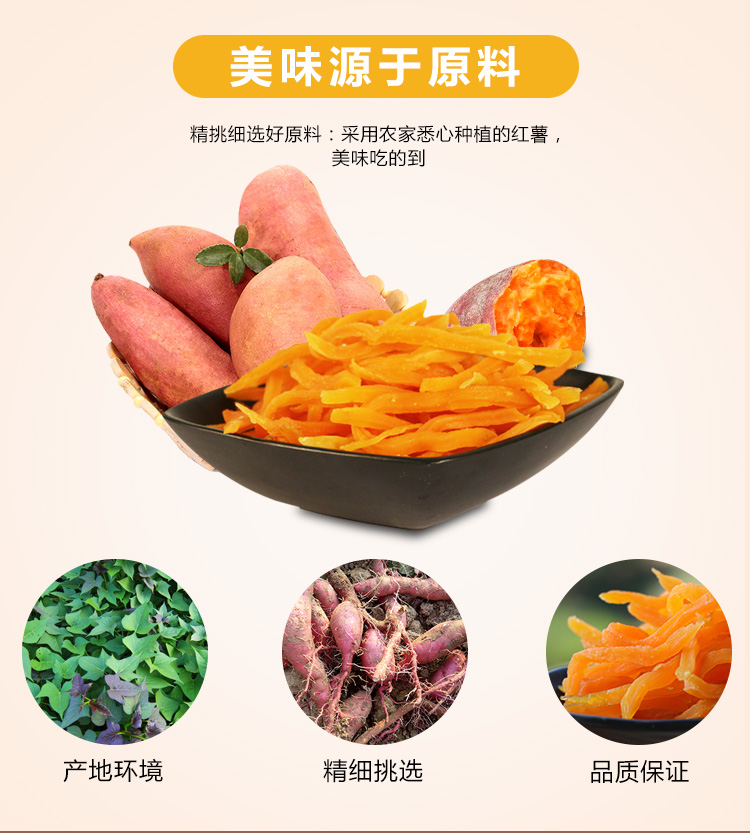 美味源于原料
精挑细选好原料：采用农家悉心种植的红薯，
美味吃的到
产地环境
精细挑选
品质保证